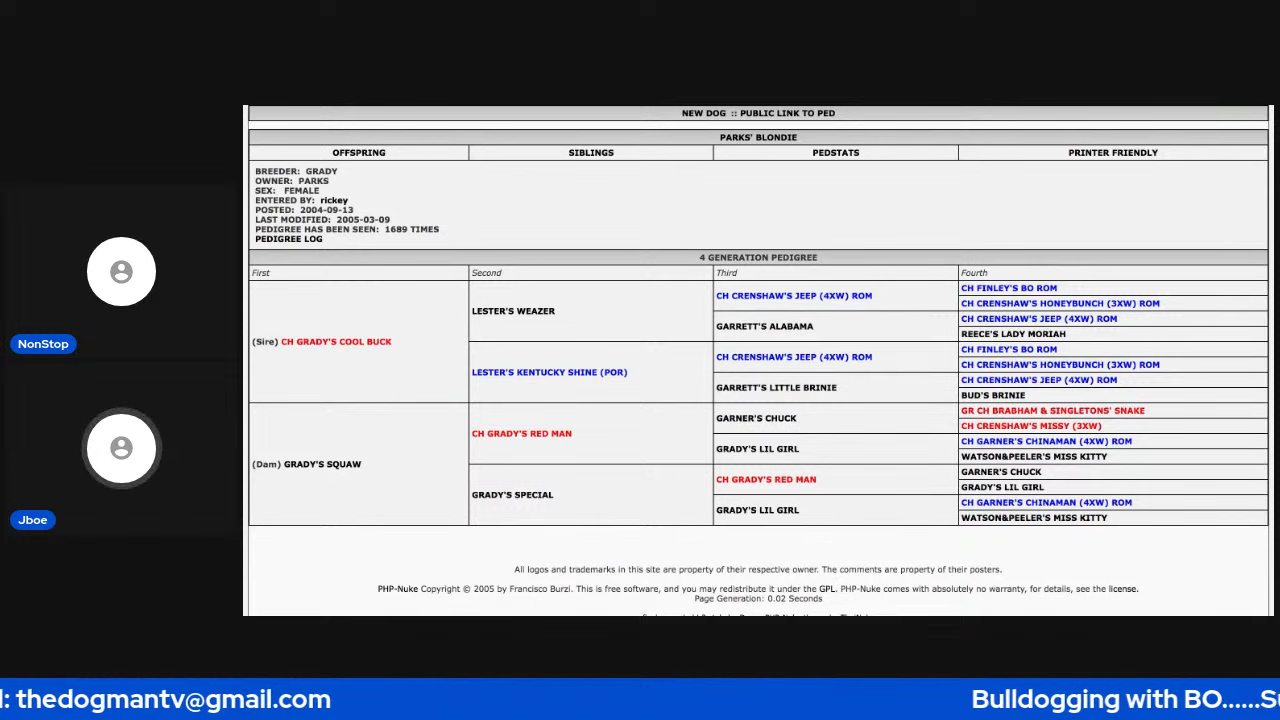 NEW DOG :: PUBLIC LINK TO PED
PARKS' BLONDIE
OFFSPRING SIBLINGS PEDSTATS PRINTER FRIENDLY
BREEDER: GRADY
OWNER: PARKS
SEX: FEMALE
ENTERED BY: rickey
POSTED: 2004-09-13
LAST MODIFIED: 2005-03-09
PEDIGREE HAS BEEN SEEN: 1689 TIMES
PEDIGREE LOG
4 GENERATION PEDIGREE
First Second Third Fourth
(Sire) CH GRADY'S COOL BUCK
LESTER'S WEAZER
LESTER'S KENTUCKY SHINE (POR)
CH CRENSHAW'S JEEP (4XW) ROM
GARRETT'S ALABAMA
CH CRENSHAW'S JEEP (4XW) ROM
GARRETT'S LITTLE BRINIE
CH FINLEY'S BO ROM
CH CRENSHAW'S HONEYBUNCH (3XW) ROM
CH CRENSHAW'S JEEP (4XW) ROM
REECE'S LADY MORIAH
CH FINLEY'S BO ROM
CH CRENSHAW'S HONEYBUNCH (3XW) ROM
CH CRENSHAW'S JEEP (4XW) ROM
BUD'S BRINIE
(Dam) GRADY'S SQUAW
CH GRADY'S RED MAN
GRADY'S SPECIAL
GARNER'S CHUCK
GRADY'S LIL GIRL
CH GRADY'S RED MAN
GRADY'S LIL GIRL
GR CH BRABHAM & SINGLETONS' SNAKE
CH CRENSHAW'S MISSY (3XW)
CH GARNER'S CHINAMAN (4XW) ROM
WATSON&PEELER'S MISS KITTY
GARNER'S CHUCK
GRADY'S LIL GIRL
CH GARNER'S CHINAMAN (4XW) ROM
WATSON&PEELER'S MISS KITTY
All logos and trademarks in this site are property of their respective owner. The comments are property of their posters.
PHP-Nuke Copyright © 2005 by Francisco Burzi. This is free software, and you may redistribute it under the GPL. PHP-Nuke comes with absolutely no warranty, for details, see the license.
Page Generation: 0.02 Seconds
NonStop
Jboe
l: thedogmantv@gmail.com
Bulldogging with BO......Su